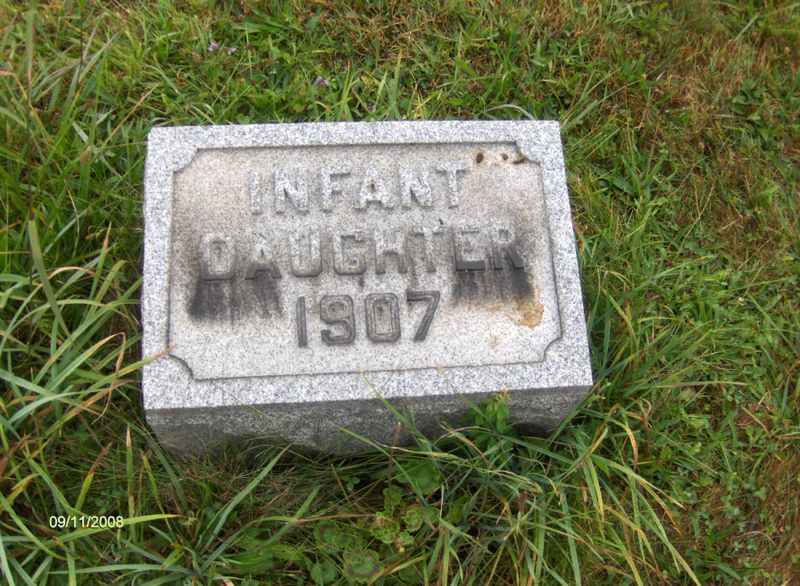 INFANT
DAUGHTER
1907
09/11/2008